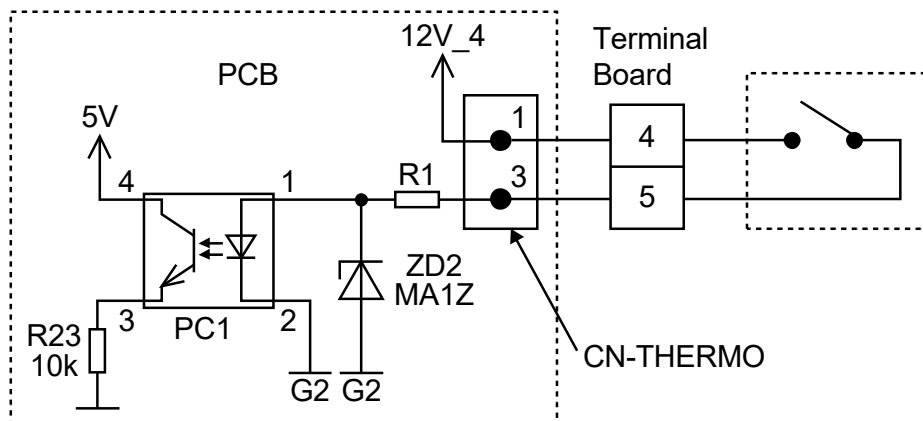 12V_4
Terminal
Board
PCB
5V
1
4
4
1
R1
3
5
ZD2
MA1Z
3
2
PC1
R23
10k
CN-THERMO
G2
G2